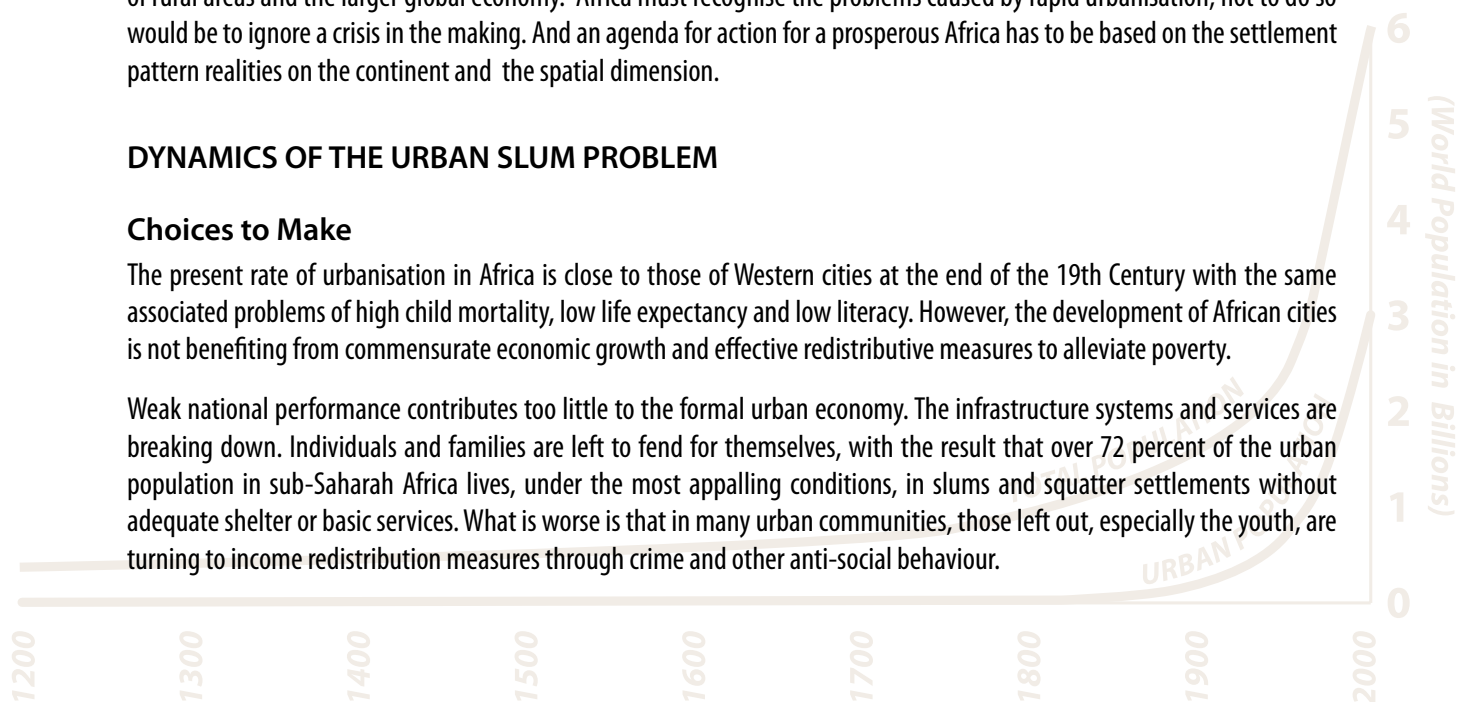 of rural areas and the larger global economy. Africa must recognise the problems caused by rapid urbanisation; not to do so
would be to ignore a crisis in the making. And an agenda for action for a prosperous Africa has to be based on the settlement
pattern realities on the continent and the spatial dimension.
DYNAMICS OF THE URBAN SLUM PROBLEM
Choices to Make
The present rate of urbanisation in Africa is close to those of Western cities at the end of the 19th Century with the same
associated problems of high child mortality, low life expectancy and low literacy. However, the development of African cities
is not benefiting from commensurate economic growth and effective redistributive measures to alleviate poverty.
Weak national performance contributes too little to the formal urban economy. The infrastructure systems and services are
breaking down. Individuals and families are left to fend for themselves, with the result that over 72 percent of the urban
population in sub-Saharah Africa lives, under the most appalling conditions, in slums and squatter settlements without
adequate shelter or basic services. What is worse is that in many urban communities, those left out, especially the youth, are
turning to income redistribution measures through crime and other anti-social behaviour.
TOTAL POPULATION
URBAN POPULATION
6
5
4
3
2
1
0
(World Population in Billions)
1200
1300
1400
1500
1600
1700
1800
1900
2000